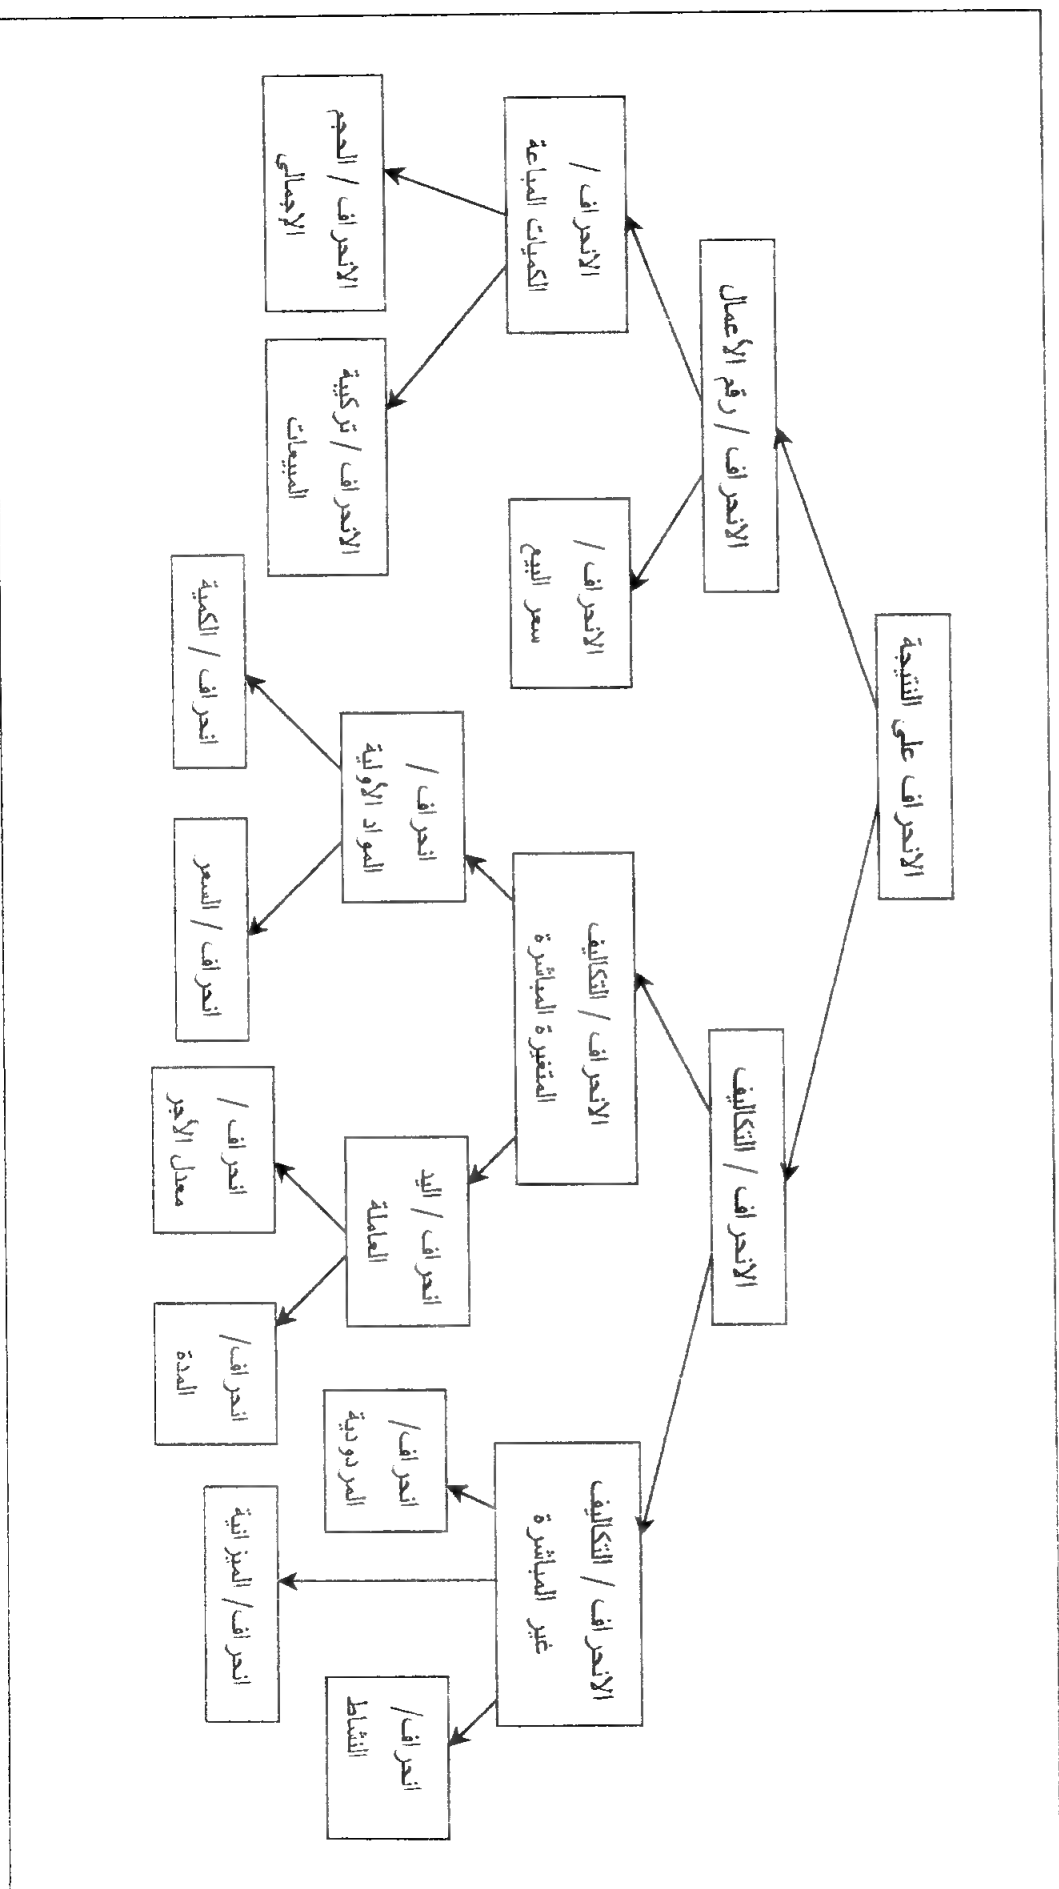 الانحراف على النتيجة
الانحراف / رقم الأعمال
الانحراف / التكاليف
الانحراف /
الكميات المباعة
الانحراف /
سعر البيع
الانحراف / التكاليف
المتغيرة المباشرة
الانحراف / التكاليف
غير المباشرة
الانحراف / الحجم
الإجمالي
الانحراف / تركيبة
المبيعات
انحراف /
المواد الأولية
انحراف / اليد
العاملة
انحراف/
المردودية
انحراف/ الميزانية
انحراف/
النشاط
انحراف / الكمية
انحراف / السعر
انحراف /
معدل الأجر
انحراف/
المدة